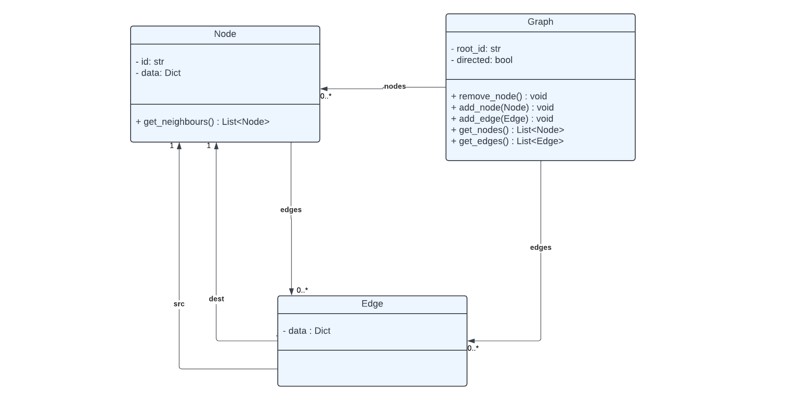 Node
- id: str
- data: Dict
+ get_neighbours() : List<Node>
Graph
- root_id: str
- directed: bool
+ remove_node() : void
+ add_node(Node) : void
+ add_edge(Edge) : void
+ get_nodes() : List<Node>
+ get_edges() : List<Edge>
nodes
0..*
1
1
edges
edges
src
dest
0..*
Edge
- data : Dict
0..*